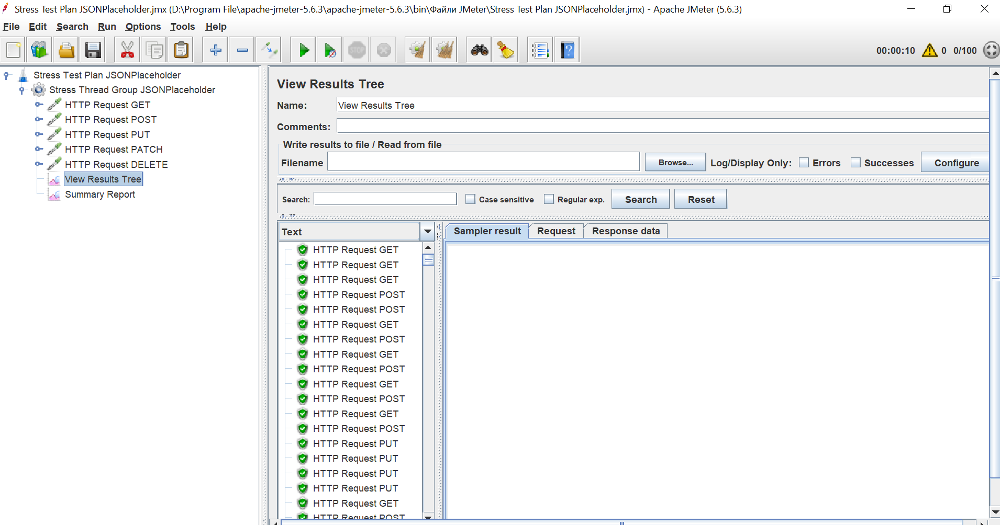 Stress Test Plan JSONPlaceholder.jmx (D:\Program File\apache-jmeter-5.6.3\apache-jmeter-5.6.3\bin\Файли JMeter\Stress Test Plan JSONPlaceholder.jmx) - Apache JMeter (5.6.3)
File Edit Search Run Options Tools Help
STOP
00:00:10 0 0/100
Stress Test Plan JSONPlaceholder
Stress Thread Group JSONPlaceholder
HTTP Request GET
HTTP Request POST
HTTP Request PUT
HTTP Request PATCH
HTTP Request DELETE
View Results Tree
Summary Report
View Results Tree
Name: View Results Tree
Comments:
Write results to file / Read from file
Filename Browse... Log/Display Only: Errors Successes Configure
Search: Case sensitive Regular exp. Search Reset
Text
Sampler result Request Response data
HTTP Request GET
HTTP Request GET
HTTP Request GET
HTTP Request POST
HTTP Request POST
HTTP Request GET
HTTP Request POST
HTTP Request GET
HTTP Request POST
HTTP Request GET
HTTP Request POST
HTTP Request GET
HTTP Request POST
HTTP Request PUT
HTTP Request PUT
HTTP Request PUT
HTTP Request PUT
HTTP Request GET
HTTP Request POST